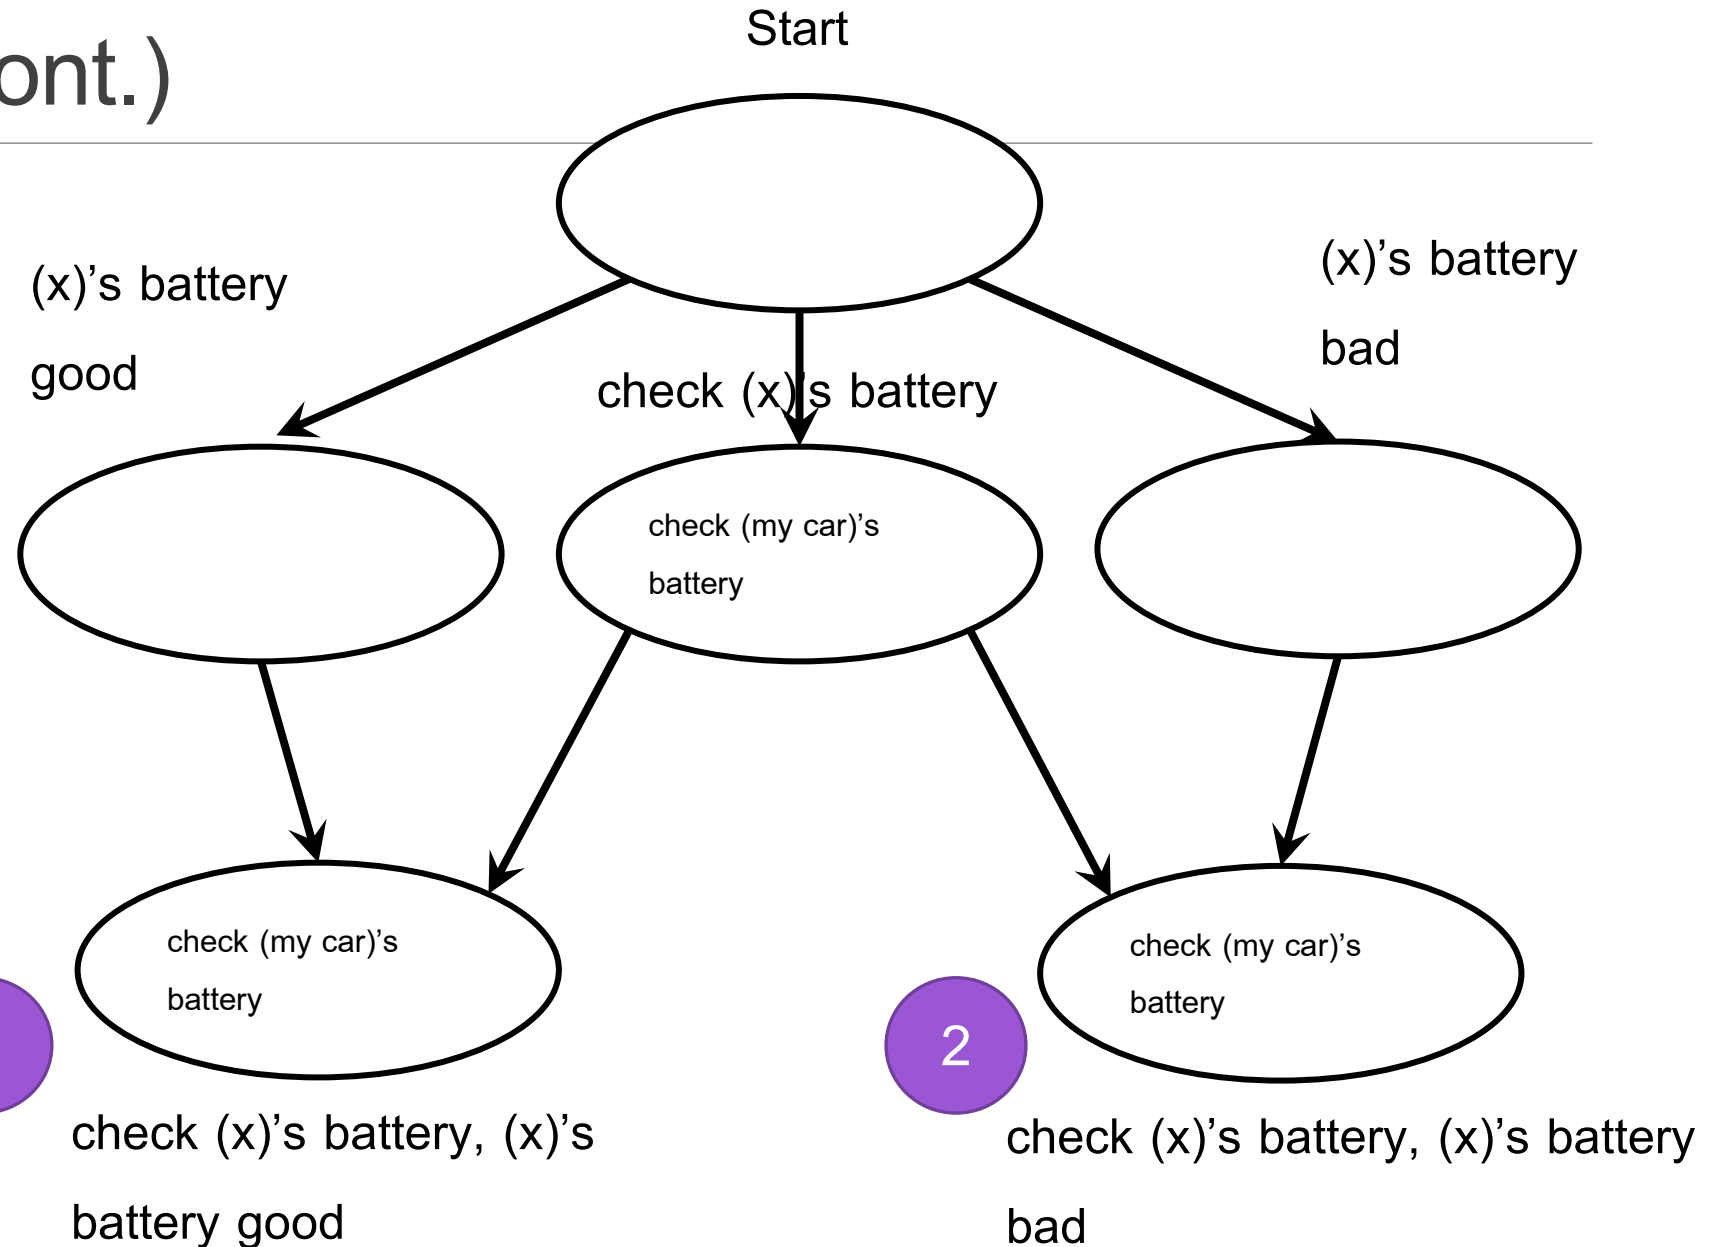 Start
ont.)
(x)’s battery
good
check (x)’s battery
(x)’s battery
bad
check (my car)’s
battery
check (my car)’s
battery
check (my car)’s
battery
2
check (x)’s battery, (x)’s
battery good
check (x)’s battery, (x)’s battery
bad